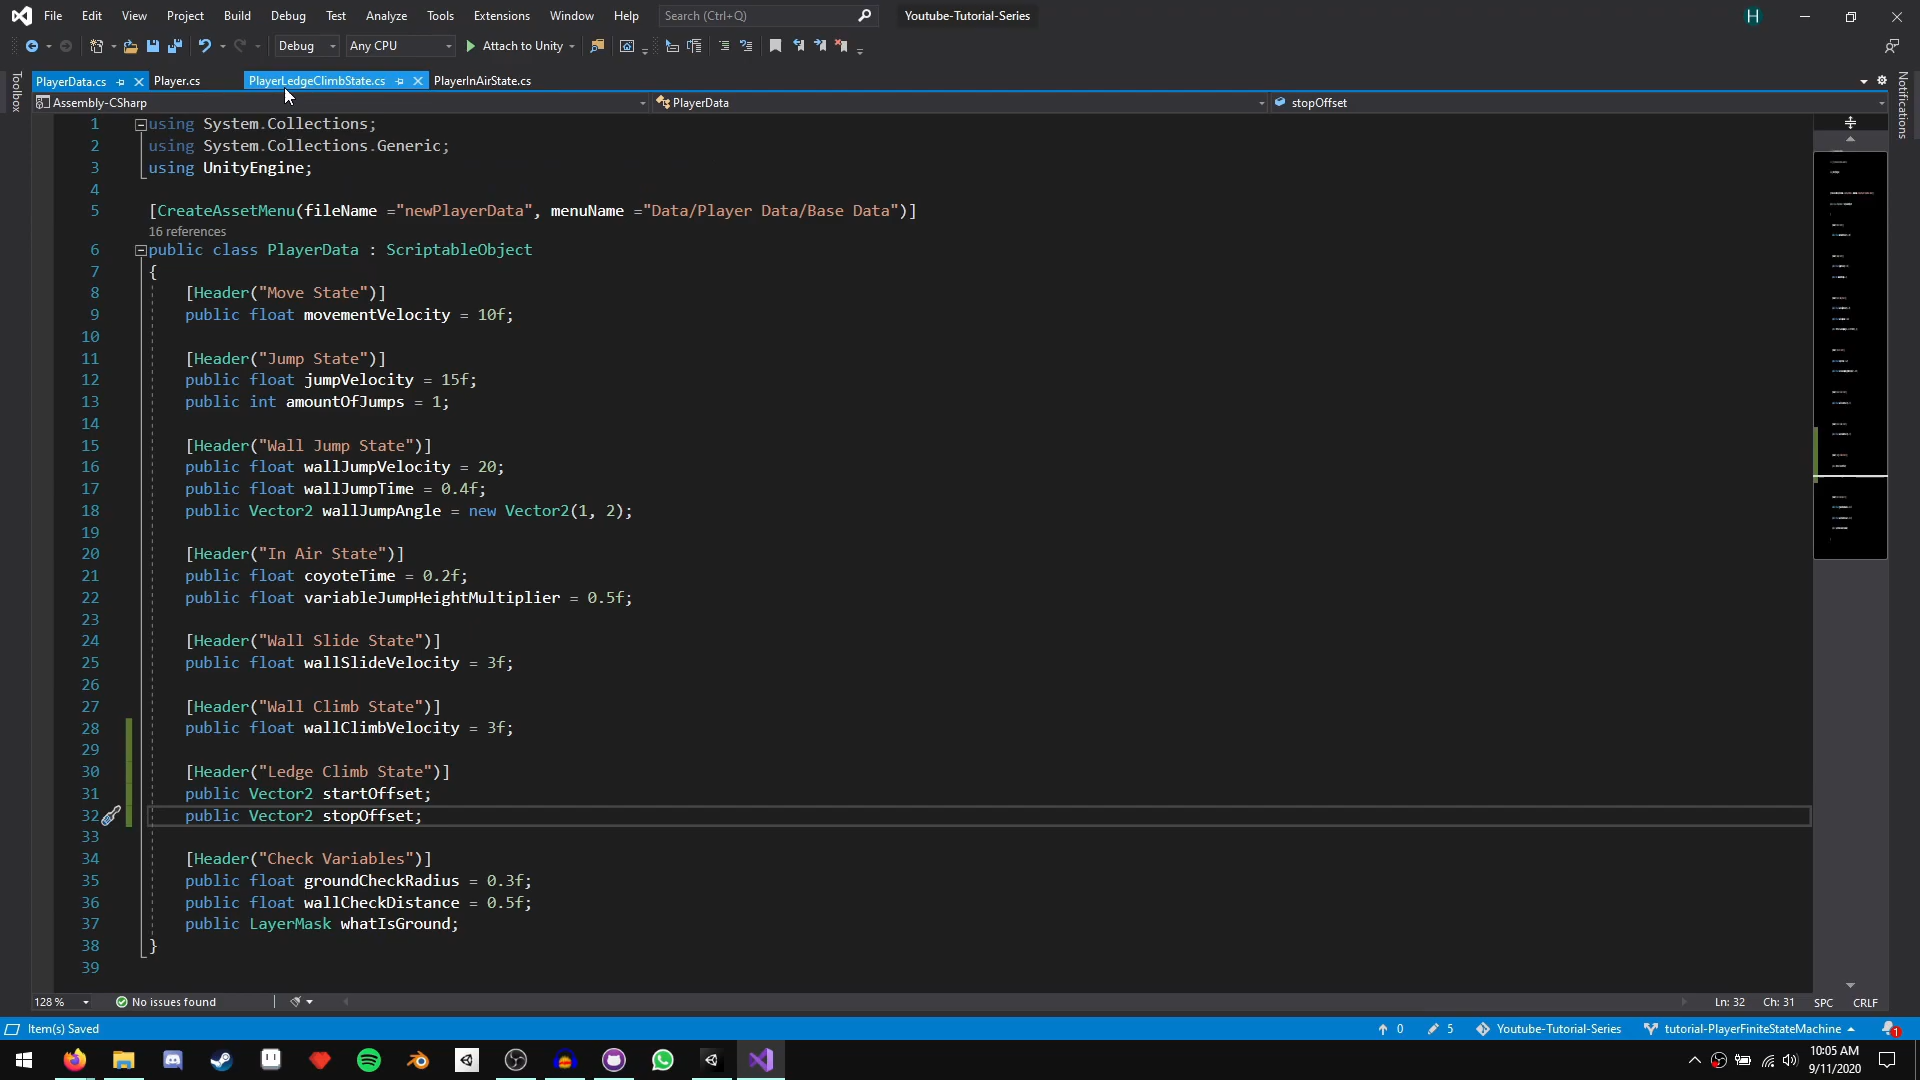 File Edit View Project Build Debug Test Analyze Tools Extensions Window Help Search (Ctrl+Q) Youtube-Tutorial-Series H
Debug Any CPU Attach to Unity
PlayerData.cs Player.cs PlayerLedgeClimbState.cs PlayerInAirState.cs
Assembly-CSharp PlayerData stopOffset
Toolbox
Notifications
1 using System.Collections;
2 using System.Collections.Generic;
3 using UnityEngine;
4
5 [CreateAssetMenu(fileName ="newPlayerData", menuName ="Data/Player Data/Base Data")]
16 references
6 public class PlayerData : ScriptableObject
7 {
8 [Header("Move State")]
9 public float movementVelocity = 10f;
10
11 [Header("Jump State")]
12 public float jumpVelocity = 15f;
13 public int amountOfJumps = 1;
14
15 [Header("Wall Jump State")]
16 public float wallJumpVelocity = 20;
17 public float wallJumpTime = 0.4f;
18 public Vector2 wallJumpAngle = new Vector2(1, 2);
19
20 [Header("In Air State")]
21 public float coyoteTime = 0.2f;
22 public float variableJumpHeightMultiplier = 0.5f;
23
24 [Header("Wall Slide State")]
25 public float wallSlideVelocity = 3f;
26
27 [Header("Wall Climb State")]
28 public float wallClimbVelocity = 3f;
29
30 [Header("Ledge Climb State")]
31 public Vector2 startOffset;
32 public Vector2 stopOffset;
33
34 [Header("Check Variables")]
35 public float groundCheckRadius = 0.3f;
36 public float wallCheckDistance = 0.5f;
37 public LayerMask whatIsGround;
38 }
39
128 % No issues found Ln: 32 Ch: 31 SPC CRLF
Item(s) Saved 0 5 Youtube-Tutorial-Series tutorial-PlayerFiniteStateMachine 1
10:05 AM
9/11/2020